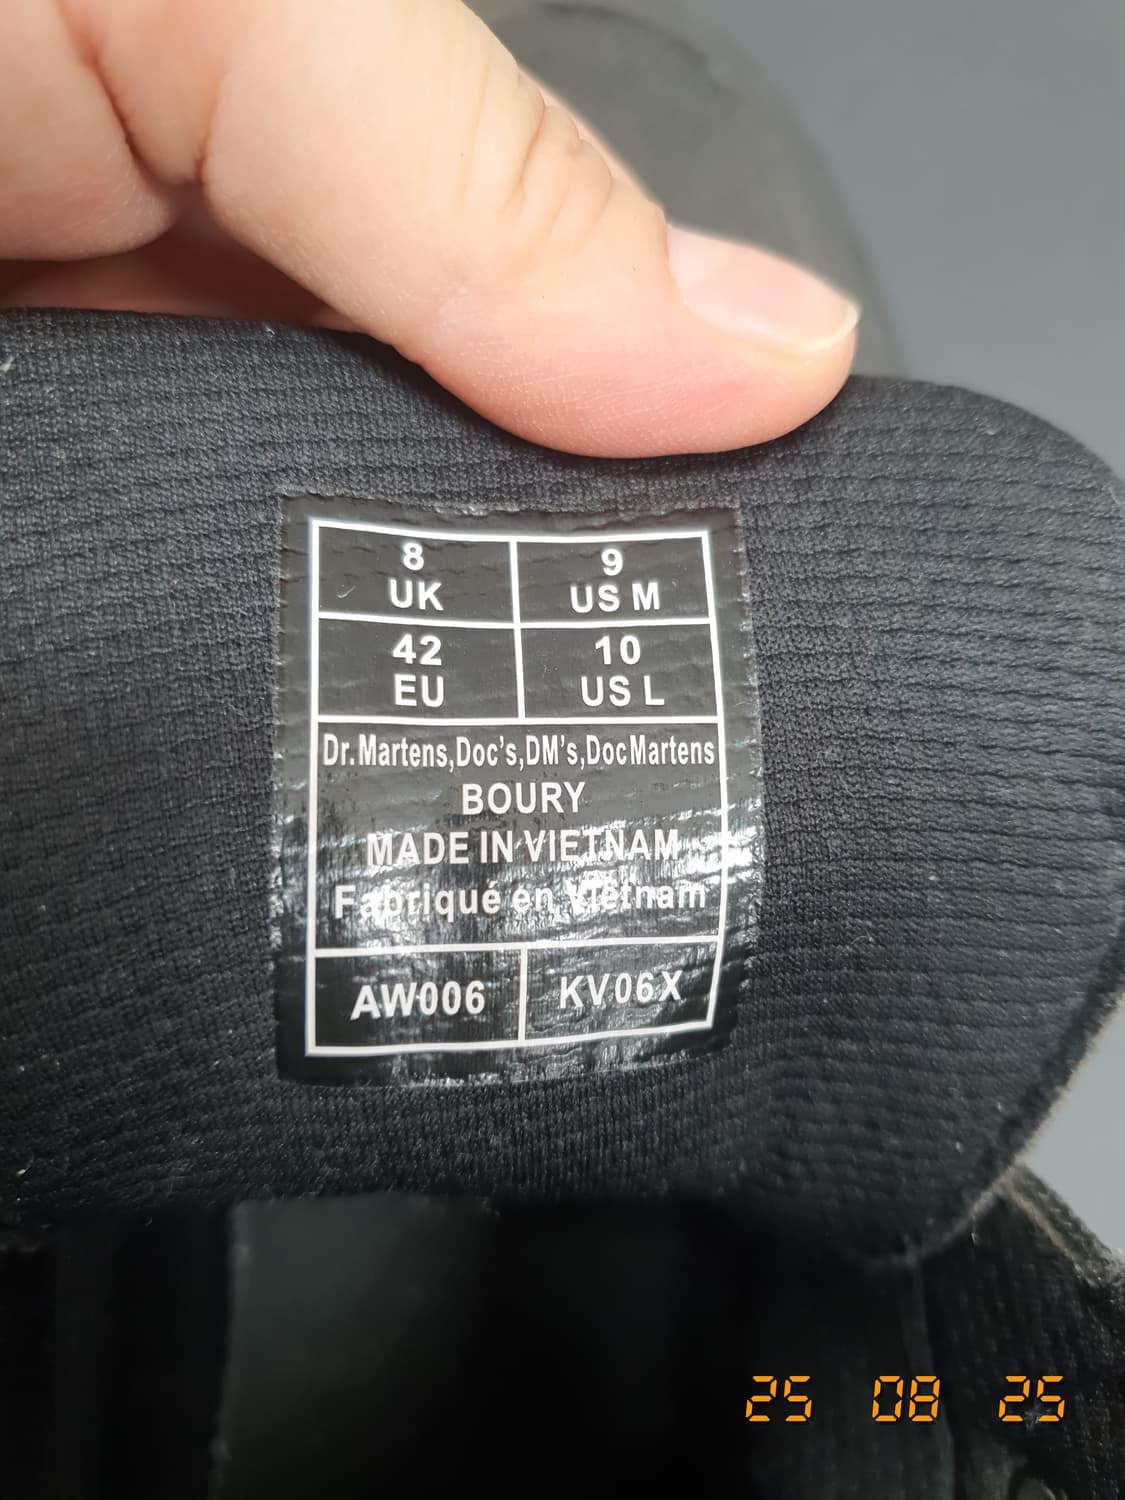 8 9
UK US M
42 10
EU US L
Dr.Martens,Doc's,DM's,DocMartens
BOURY
MADE IN VIETNAM
Fabriqué en Vietnam
AW006 KV06X
25 08 25